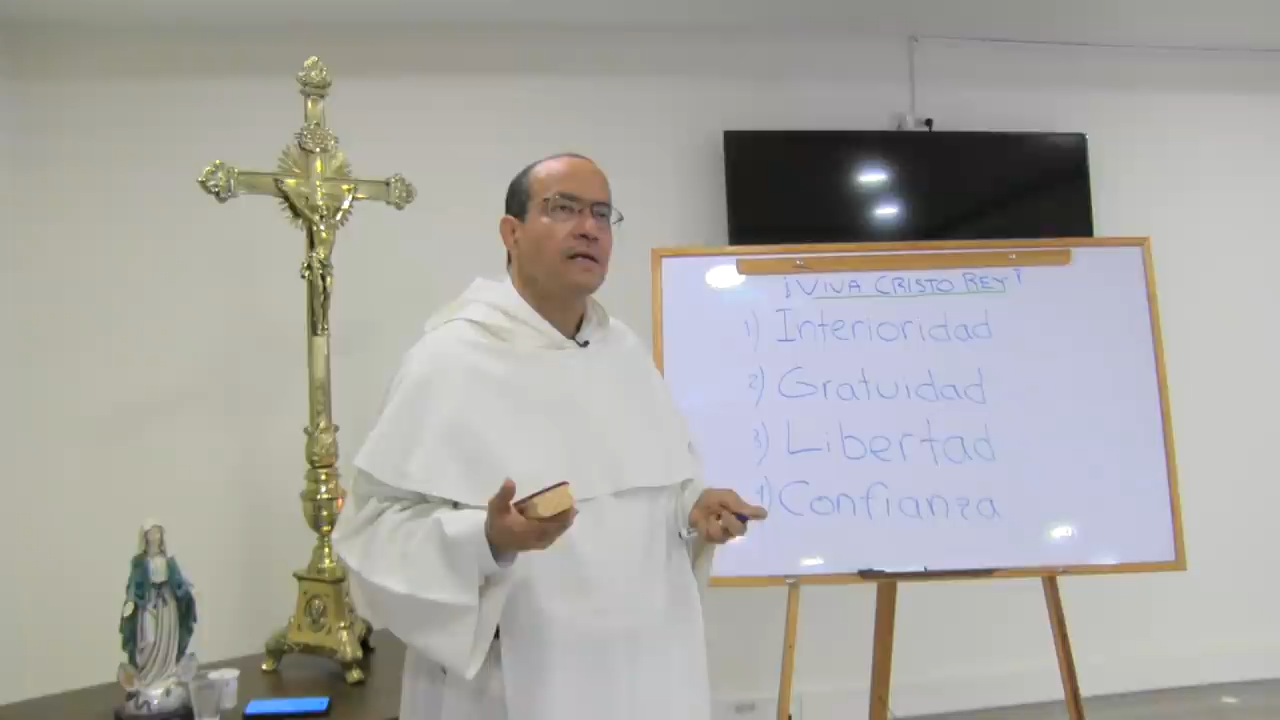 ¡VIVA CRISTO REY!
1) Interioridad
2) Gratuidad
3) Libertad
4) Confianza